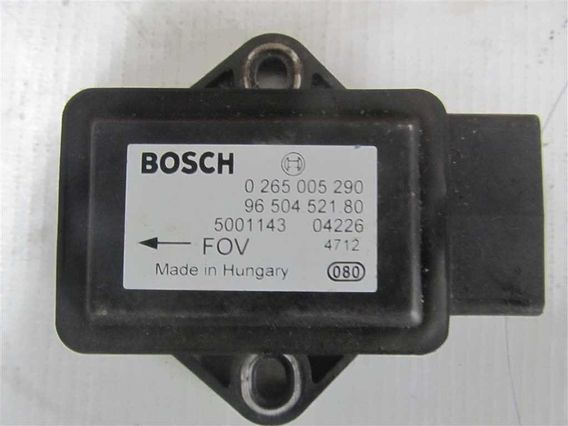 BOSCH
0 265 005 290
96 504 521 80
5001143 04226
← FOV 4712
Made in Hungary 080